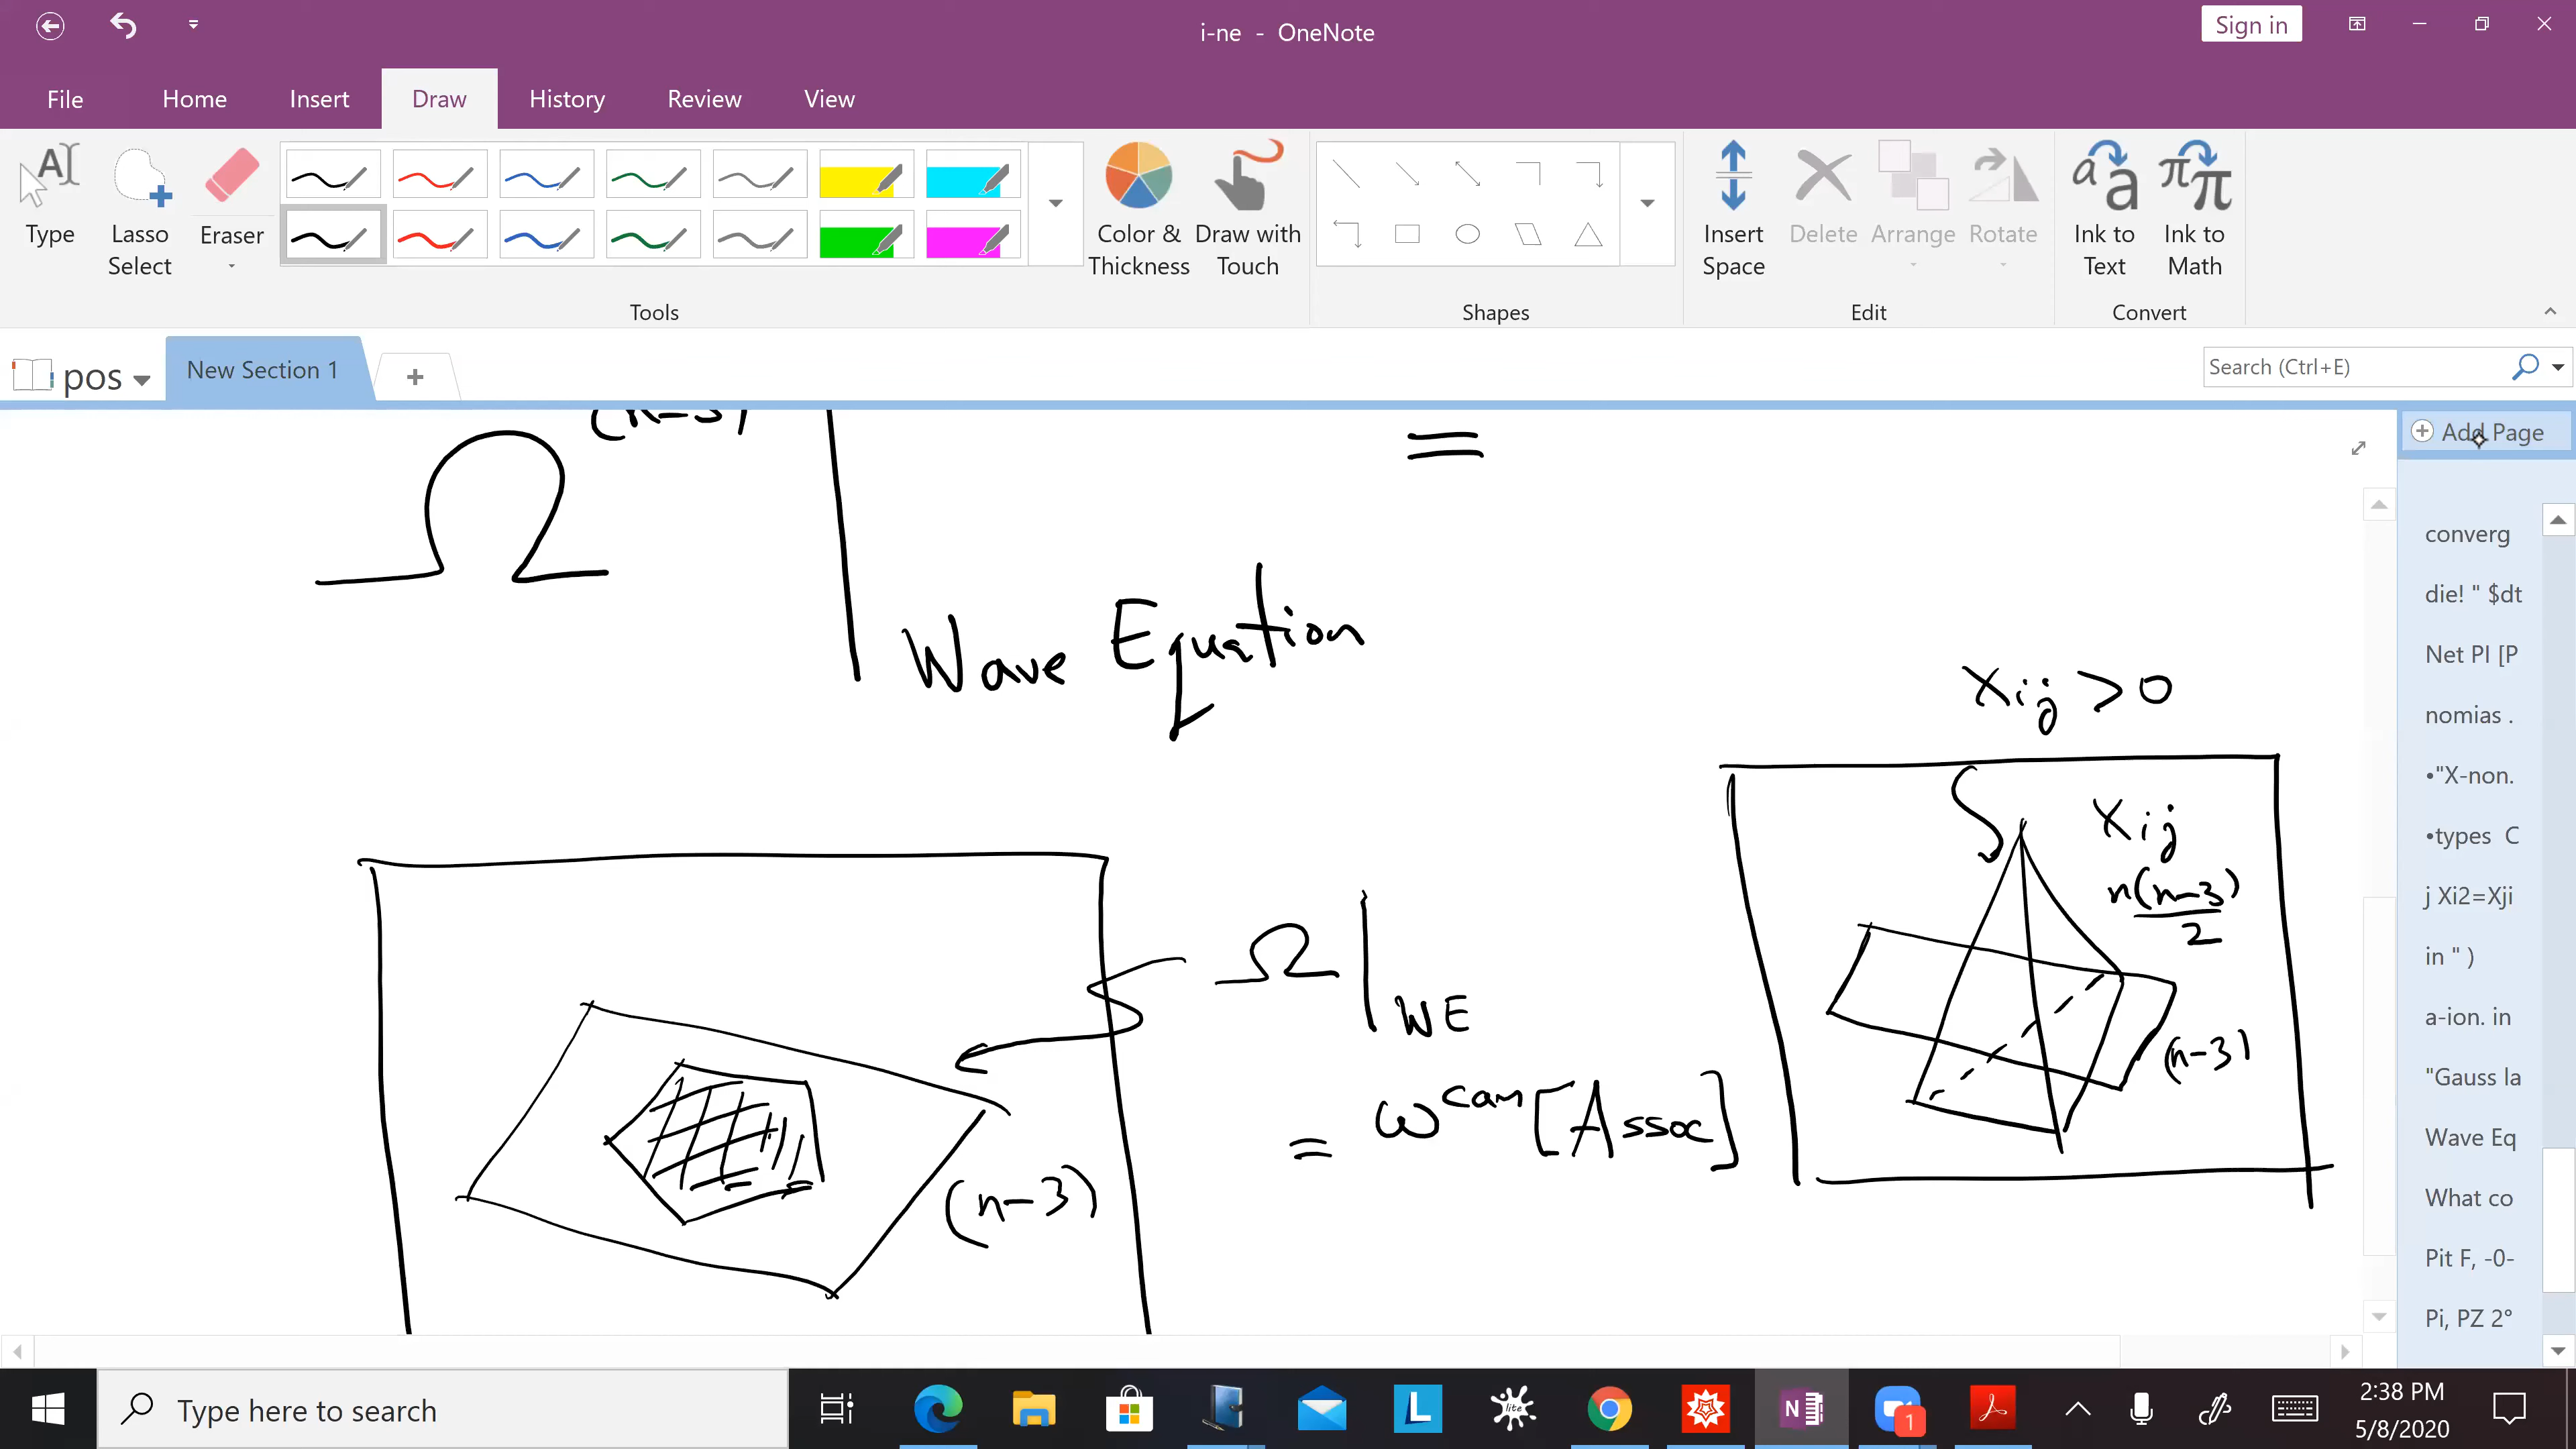 i-ne - OneNote
Sign in
File Home Insert Draw History Review View
Type
Lasso Select
Eraser
Color & Thickness
Draw with Touch
Insert Space
Delete
Arrange
Rotate
Ink to Text
Ink to Math
Tools
Shapes
Edit
Convert
pos
New Section 1
Search (Ctrl+E)
Add Page
converg
die! " $dt
Net PI [P
nomias .
•"X-non.
•types C
j Xi2=Xji
in " )
a-ion. in
"Gauss la
Wave Eq
What co
Pit F, -0-
Pi, PZ 2°
(n-3)
Ω
=
Wave Equation
Xij > 0
Xij
n(n-3)
2
(n-3)
Ω | WE
= ω^can [Assoc]
(n-3)
Type here to search
L
lite
N
1
2:38 PM
5/8/2020